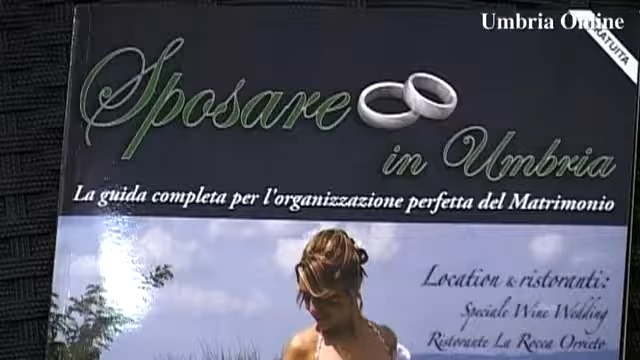 Umbria Online
GRATUITA
Sposare
in Umbria
La guida completa per l'organizzazione perfetta del Matrimonio
Location & ristoranti:
Speciale Wine Wedding
Ristorante La Rocca Orvieto